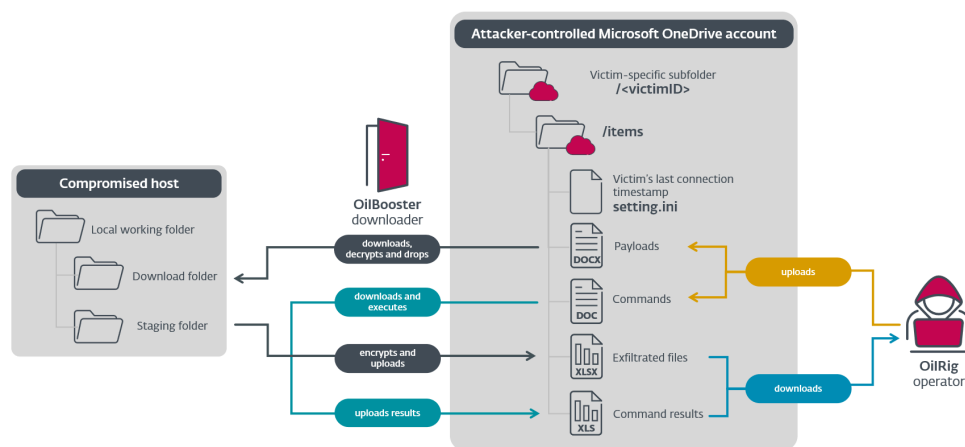 Attacker-controlled Microsoft OneDrive account
Victim-specific subfolder
/<victimID>
/items
Victim's last connection
timestamp
setting.ini
DOCX
Payloads
DOC
Commands
XLSX
Exfiltrated files
XLS
Command results
OilBooster
downloader
Compromised host
Local working folder
Download folder
Staging folder
downloads,
decrypts and drops
downloads and
executes
encrypts and
uploads
uploads results
uploads
downloads
OilRig
operator